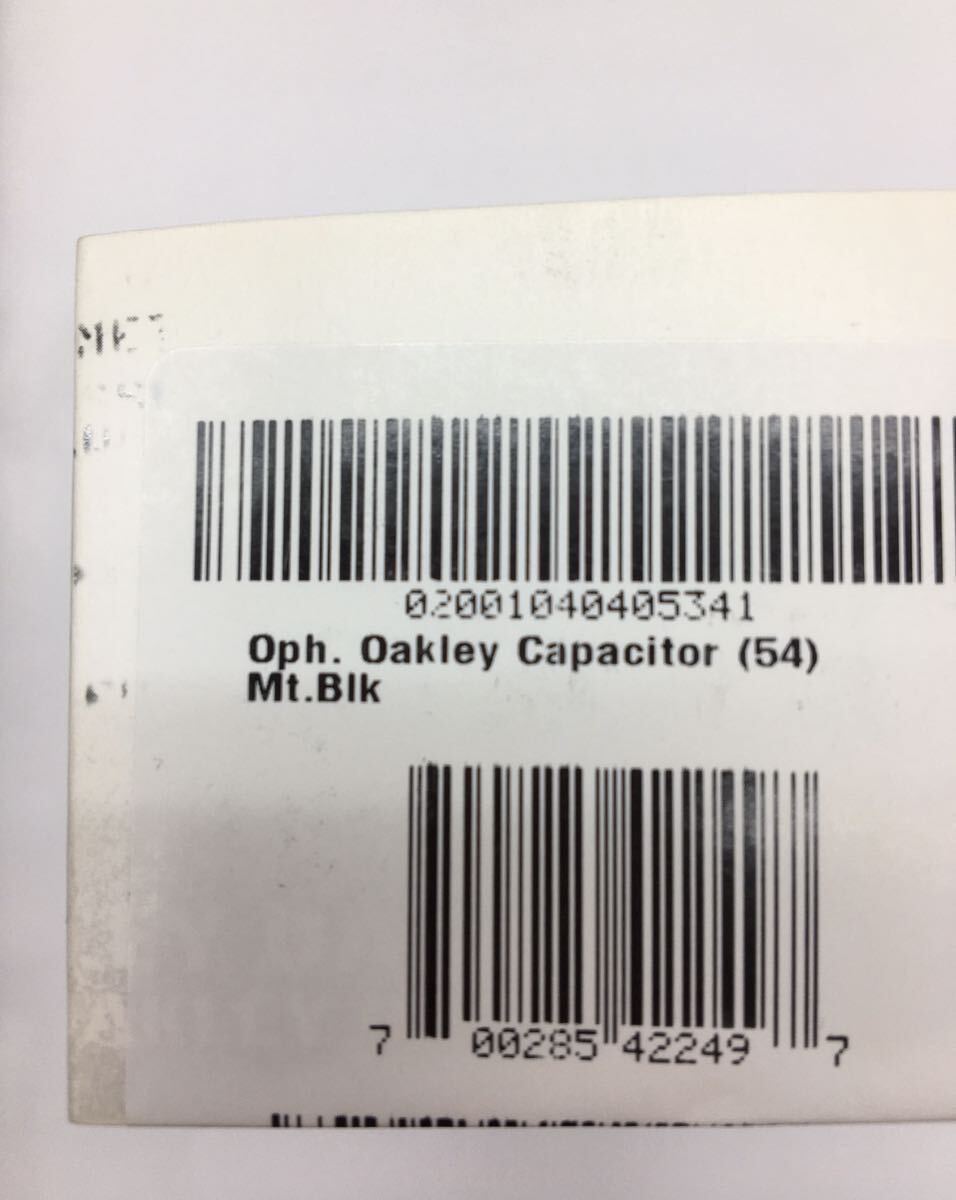 02001040405341
Oph. Oakley Capacitor (54)
Mt.Blk
7 00285 42249 7